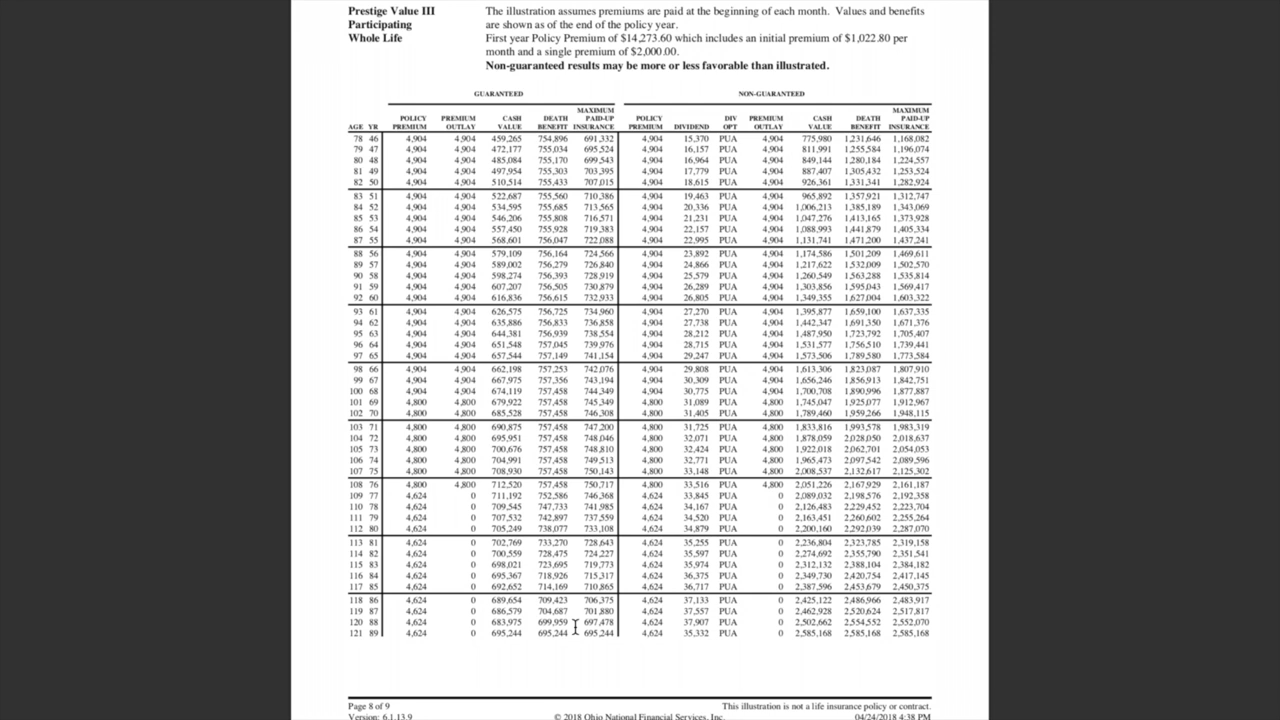 Prestige Value III
Participating
Whole Life
The illustration assumes premiums are paid at the beginning of each month. Values and benefits
are shown as of the end of the policy year.
First year Policy Premium of $14,273.60 which includes an initial premium of $1,022.80 per
month and a single premium of $2,000.00.
Non-guaranteed results may be more or less favorable than illustrated.
GUARANTEED NON-GUARANTEED
MAXIMUM MAXIMUM
POLICY PREMIUM CASH DEATH PAID-UP POLICY DIV PREMIUM CASH DEATH PAID-UP
AGE YR PREMIUM OUTLAY VALUE BENEFIT INSURANCE PREMIUM DIVIDEND OPT OUTLAY VALUE BENEFIT INSURANCE
78 46 4,904 4,904 459,265 754,896 691,332 4,904 15,370 PUA 4,904 775,980 1,231,646 1,168,082
79 47 4,904 4,904 472,177 755,034 695,524 4,904 16,157 PUA 4,904 811,991 1,255,584 1,196,074
80 48 4,904 4,904 485,084 755,170 699,543 4,904 16,964 PUA 4,904 849,144 1,280,184 1,224,557
81 49 4,904 4,904 497,954 755,303 703,395 4,904 17,779 PUA 4,904 887,407 1,305,432 1,253,524
82 50 4,904 4,904 510,514 755,433 707,015 4,904 18,615 PUA 4,904 926,361 1,331,341 1,282,924
83 51 4,904 4,904 522,687 755,560 710,386 4,904 19,463 PUA 4,904 965,892 1,357,921 1,312,747
84 52 4,904 4,904 534,595 755,685 713,565 4,904 20,336 PUA 4,904 1,006,213 1,385,189 1,343,069
85 53 4,904 4,904 546,206 755,808 716,571 4,904 21,231 PUA 4,904 1,047,276 1,413,165 1,373,928
86 54 4,904 4,904 557,450 755,928 719,383 4,904 22,157 PUA 4,904 1,088,993 1,441,879 1,405,334
87 55 4,904 4,904 568,601 756,047 722,088 4,904 22,995 PUA 4,904 1,131,741 1,471,200 1,437,241
88 56 4,904 4,904 579,109 756,164 724,566 4,904 23,892 PUA 4,904 1,174,586 1,501,209 1,469,611
89 57 4,904 4,904 589,002 756,279 726,840 4,904 24,866 PUA 4,904 1,217,622 1,532,009 1,502,570
90 58 4,904 4,904 598,274 756,393 728,919 4,904 25,579 PUA 4,904 1,260,549 1,563,288 1,535,814
91 59 4,904 4,904 607,207 756,505 730,879 4,904 26,289 PUA 4,904 1,303,856 1,595,043 1,569,417
92 60 4,904 4,904 616,836 756,615 732,933 4,904 26,805 PUA 4,904 1,349,355 1,627,004 1,603,322
93 61 4,904 4,904 626,575 756,725 734,960 4,904 27,270 PUA 4,904 1,395,877 1,659,100 1,637,335
94 62 4,904 4,904 635,886 756,833 736,858 4,904 27,738 PUA 4,904 1,442,347 1,691,350 1,671,376
95 63 4,904 4,904 644,381 756,939 738,554 4,904 28,212 PUA 4,904 1,487,950 1,723,792 1,705,407
96 64 4,904 4,904 651,548 757,045 739,976 4,904 28,715 PUA 4,904 1,531,577 1,756,510 1,739,441
97 65 4,904 4,904 657,544 757,149 741,154 4,904 29,247 PUA 4,904 1,573,506 1,789,580 1,773,584
98 66 4,904 4,904 662,198 757,253 742,076 4,904 29,808 PUA 4,904 1,613,306 1,823,087 1,807,910
99 67 4,904 4,904 667,975 757,356 743,194 4,904 30,309 PUA 4,904 1,656,246 1,856,913 1,842,751
100 68 4,904 4,904 674,119 757,458 744,349 4,904 30,775 PUA 4,904 1,700,708 1,890,996 1,877,887
101 69 4,800 4,800 679,922 757,458 745,349 4,800 31,089 PUA 4,800 1,745,047 1,925,077 1,912,967
102 70 4,800 4,800 685,528 757,458 746,308 4,800 31,405 PUA 4,800 1,789,460 1,959,266 1,948,115
103 71 4,800 4,800 690,875 757,458 747,200 4,800 31,725 PUA 4,800 1,833,816 1,993,578 1,983,319
104 72 4,800 4,800 695,951 757,458 748,046 4,800 32,071 PUA 4,800 1,878,059 2,028,050 2,018,637
105 73 4,800 4,800 700,676 757,458 748,810 4,800 32,424 PUA 4,800 1,922,018 2,062,701 2,054,053
106 74 4,800 4,800 704,991 757,458 749,513 4,800 32,771 PUA 4,800 1,965,473 2,097,542 2,089,596
107 75 4,800 4,800 708,930 757,458 750,143 4,800 33,148 PUA 4,800 2,008,537 2,132,617 2,125,302
108 76 4,800 4,800 712,520 757,458 750,717 4,800 33,516 PUA 4,800 2,051,226 2,167,929 2,161,187
109 77 4,624 0 711,192 752,586 746,368 4,624 33,845 PUA 0 2,089,032 2,198,576 2,192,358
110 78 4,624 0 709,545 747,733 741,985 4,624 34,167 PUA 0 2,126,483 2,229,452 2,223,704
111 79 4,624 0 707,532 742,897 737,559 4,624 34,520 PUA 0 2,163,451 2,260,602 2,255,264
112 80 4,624 0 705,249 738,077 733,108 4,624 34,879 PUA 0 2,200,160 2,292,039 2,287,070
113 81 4,624 0 702,769 733,270 728,643 4,624 35,255 PUA 0 2,236,804 2,323,785 2,319,158
114 82 4,624 0 700,559 728,475 724,227 4,624 35,597 PUA 0 2,274,692 2,355,790 2,351,541
115 83 4,624 0 698,021 723,695 719,773 4,624 35,974 PUA 0 2,312,132 2,388,104 2,384,182
116 84 4,624 0 695,367 718,926 715,317 4,624 36,375 PUA 0 2,349,730 2,420,754 2,417,145
117 85 4,624 0 692,652 714,169 710,865 4,624 36,717 PUA 0 2,387,596 2,453,679 2,450,375
118 86 4,624 0 689,654 709,423 706,375 4,624 37,133 PUA 0 2,425,122 2,486,966 2,483,917
119 87 4,624 0 686,579 704,687 701,880 4,624 37,557 PUA 0 2,462,928 2,520,624 2,517,817
120 88 4,624 0 683,975 699,959 697,478 4,624 37,907 PUA 0 2,502,662 2,554,552 2,552,070
121 89 4,624 0 695,244 695,244 695,244 4,624 35,332 PUA 0 2,585,168 2,585,168 2,585,168
Page 8 of 9 This illustration is not a life insurance policy or contract.
Version: 6.1.13.9 © 2018 Ohio National Financial Services, Inc. 04/24/2018 4:38 PM